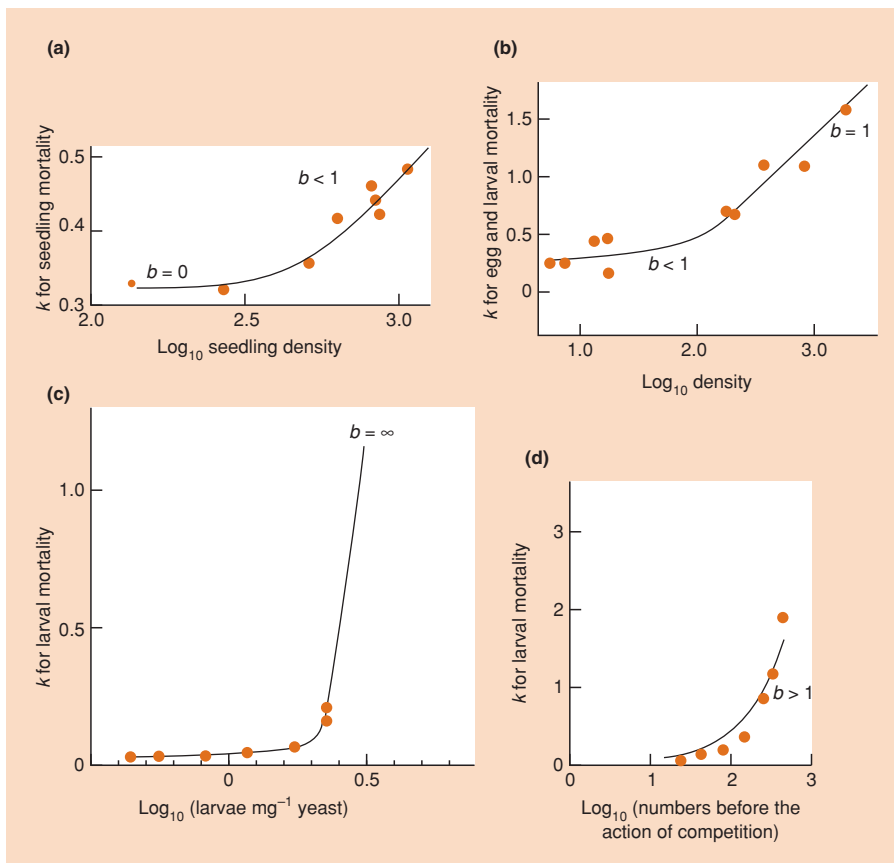 (a)
k for seedling mortality
0.5
0.4
0.3
b = 0
b < 1
2.0
2.5
3.0
Log₁₀ seedling density
(b)
k for egg and larval mortality
1.5
1.0
0.5
0
b < 1
b = 1
1.0
2.0
3.0
Log₁₀ density
(c)
k for larval mortality
1.0
0.5
0
b = ∞
0
0.5
Log₁₀ (larvae mg⁻¹ yeast)
(d)
k for larval mortality
3
2
1
0
b > 1
0
1
2
3
Log₁₀ (numbers before the
action of competition)